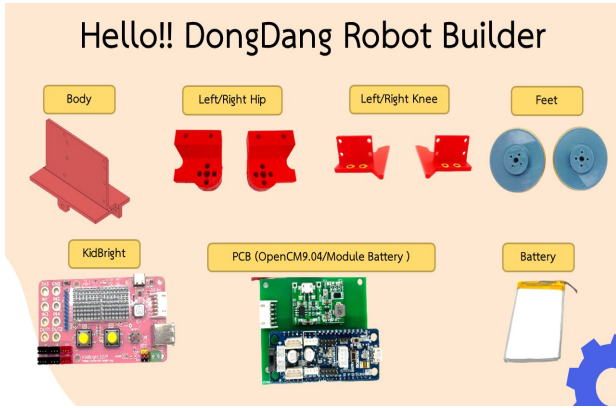 Hello!! DongDang Robot Builder
Body
Left/Right Hip
Left/Right Knee
Feet
KidBright
PCB (OpenCM9.04/Module Battery )
Battery